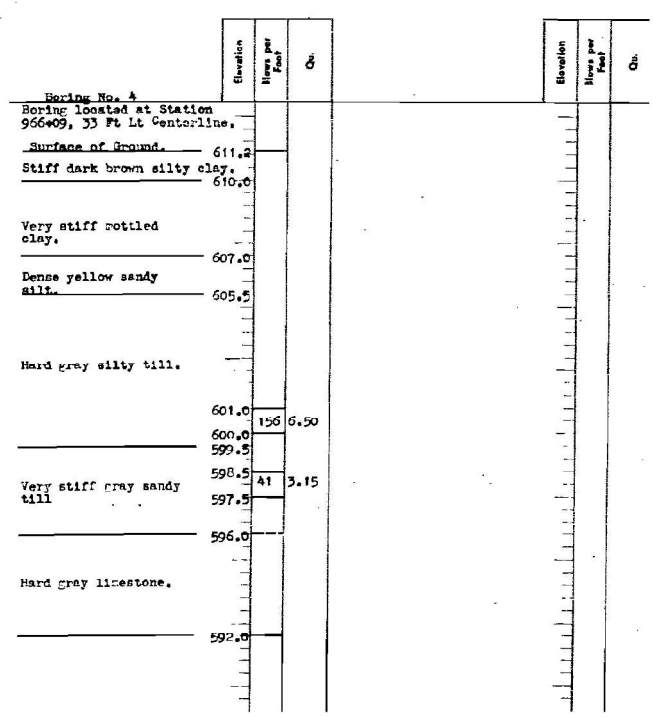 Elevation
Blows per
Foot
Qu.
Elevation
Blows per
Foot
Qu.
Boring No. 4
Boring located at Station
966+09, 33 Ft Lt Centerline.
Surface of Ground. 611.2
Stiff dark brown silty clay.
610.0
Very stiff mottled
clay.
607.0
Dense yellow sandy
silt.
605.5
Hard gray silty till.
601.0
156 6.50
600.0
599.5
598.5
41 3.15
Very stiff gray sandy
till
597.5
596.0
Hard gray limestone.
592.0